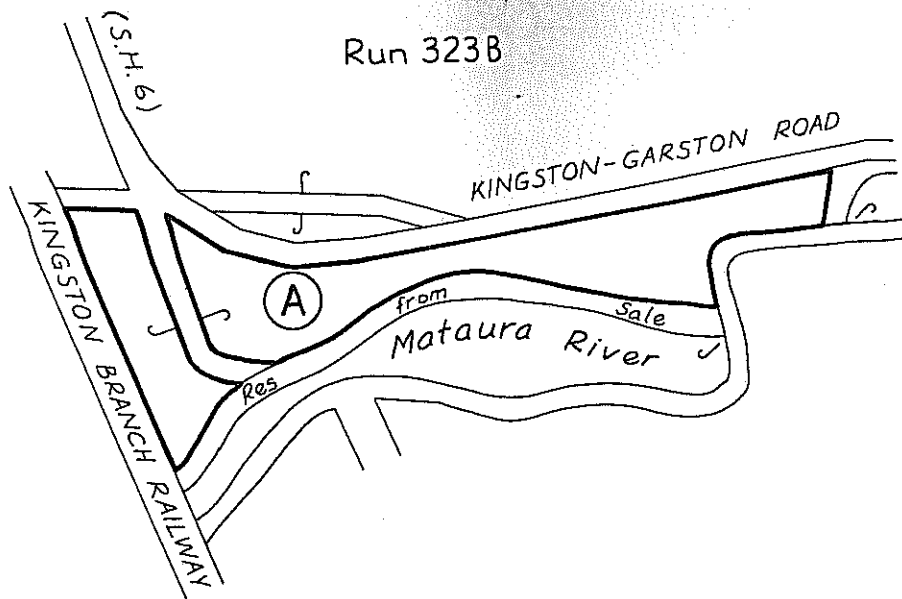 (S.H.6)
Run 323B
KINGSTON-GARSTON ROAD
KINGSTON BRANCH RAILWAY
A
Res from Sale
Mataura River